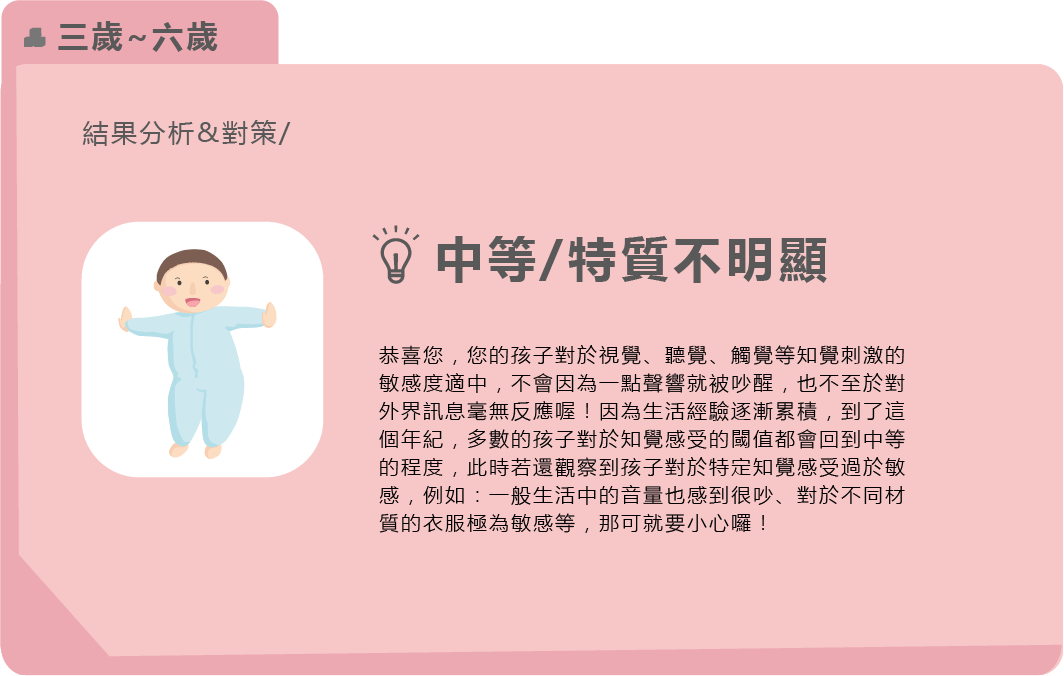 三歲~六歲
結果分析&對策/
中等/特質不明顯
恭喜您，您的孩子對於視覺、聽覺、觸覺等知覺刺激的
敏感度適中，不會因為一點聲響就被吵醒，也不至於對
外界訊息毫無反應喔！因為生活經驗逐漸累積，到了這
個年紀，多數的孩子對於知覺感受的閾值都會回到中等
的程度，此時若還觀察到孩子對於特定知覺感受過於敏
感，例如：一般生活中的音量也感到很吵、對於不同材
質的衣服極為敏感等，那可就要小心囉！